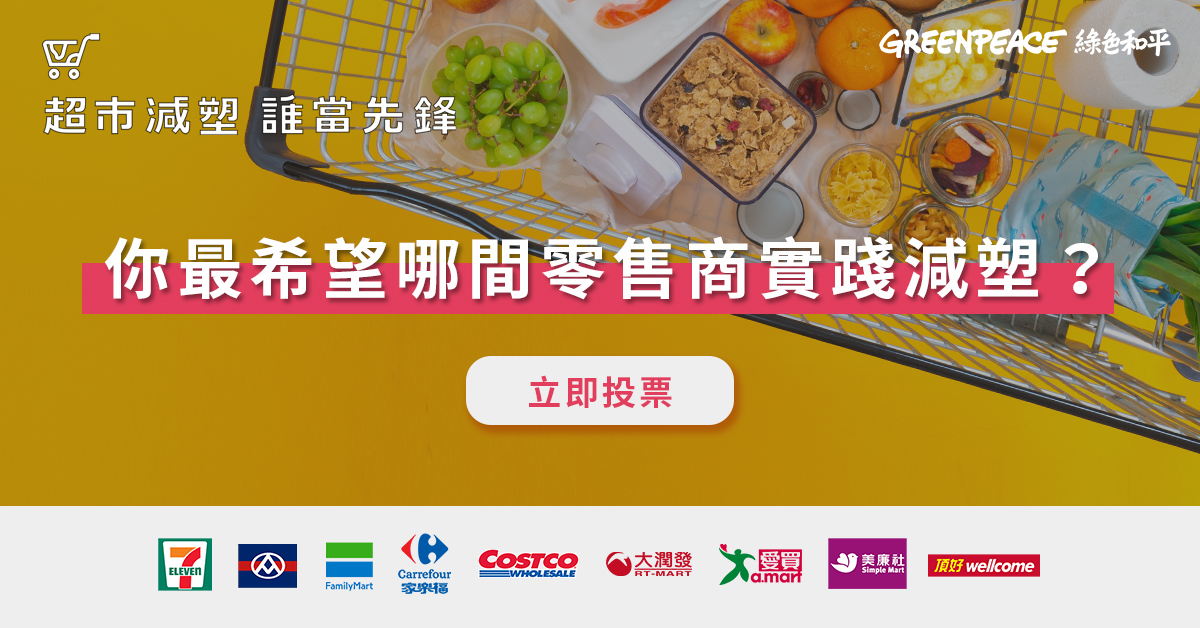 GREENPEACE 綠色和平
超市減塑 誰當先鋒
你最希望哪間零售商實踐減塑？
立即投票
7
ELEVEN
FamilyMart
Carrefour
家樂福
COSTCO
WHOLESALE
大潤發
RT-MART
愛買
a.mart
美廉社
Simple Mart
頂好 wellcome